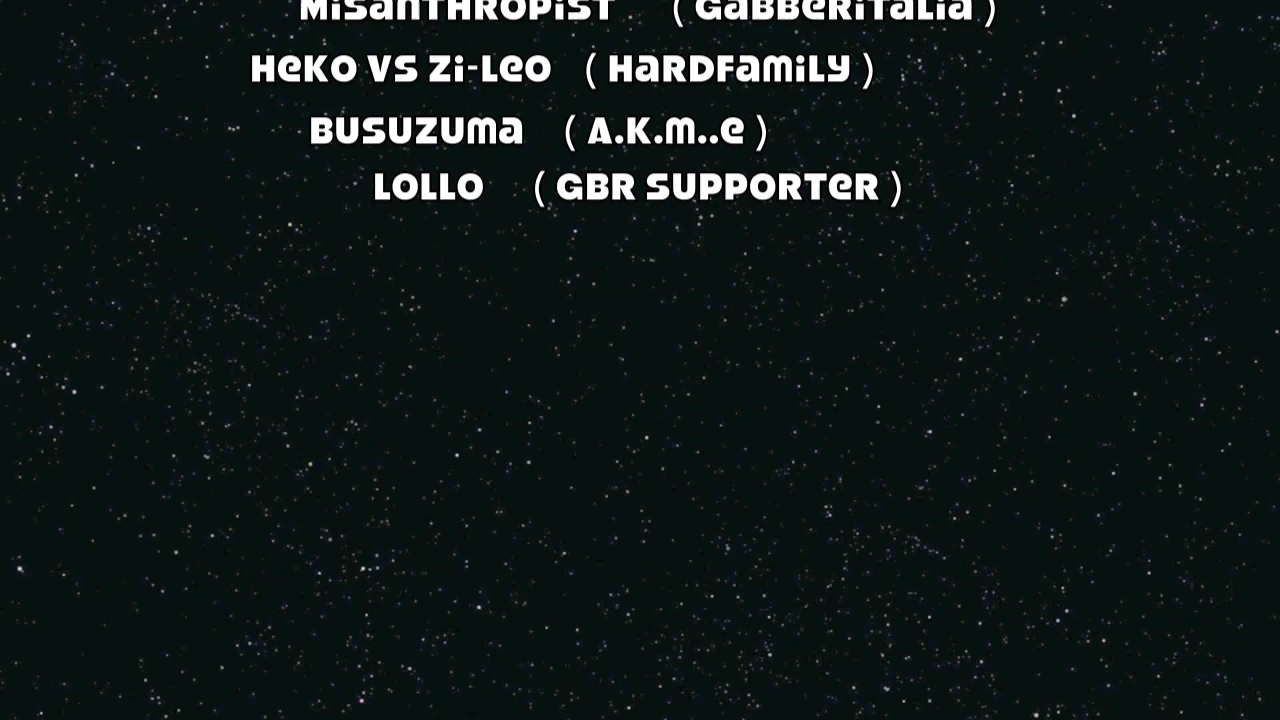 Misanthropist ( Gabberitalia )
Heko VS Zi-Leo ( Hardfamily )
Busuzuma ( A.K.M..e )
Lollo ( GBR Supporter )